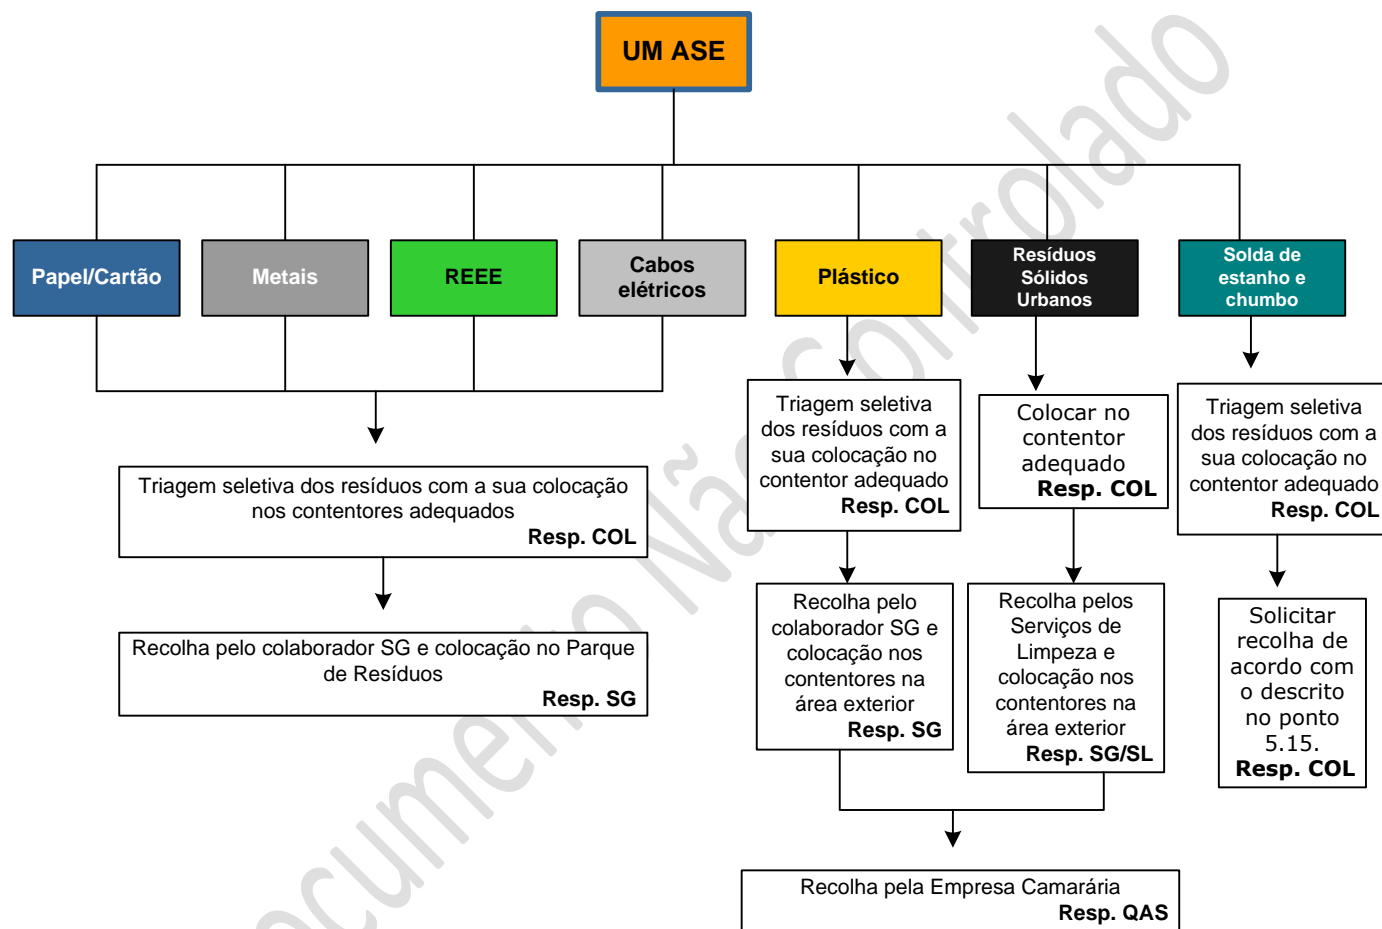 UM ASE
Papel/Cartão
Metais
REEE
Cabos
elétricos
Plástico
Resíduos
Sólidos
Urbanos
Solda de
estanho e
chumbo
Triagem seletiva dos resíduos com a sua colocação
nos contentores adequados
Resp. COL
Recolha pelo colaborador SG e colocação no Parque
de Resíduos
Resp. SG
Triagem seletiva
dos resíduos com a
sua colocação no
contentor adequado
Resp. COL
Recolha pelo
colaborador SG e
colocação nos
contentores na
área exterior
Resp. SG
Colocar no
contentor
adequado
Resp. COL
Recolha pelos
Serviços de
Limpeza e
colocação nos
contentores na
área exterior
Resp. SG/SL
Triagem seletiva
dos resíduos com a
sua colocação no
contentor adequado
Resp. COL
Solicitar
recolha de
acordo com
o descrito
no ponto
5.15.
Resp. COL
Recolha pela Empresa Camarária
Resp. QAS
ocumento Não Controlado